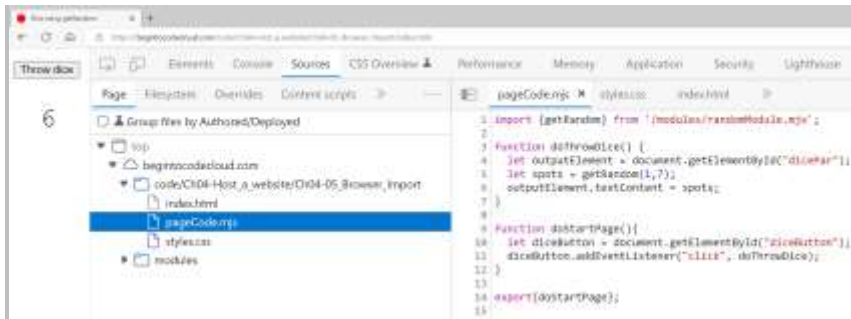 Throw dice
6
Elements Console Sources CSS Overview Performance Memory Application Security Lighthouse
Page Filesystem Overrides Content scripts
Group files by Authored/Deployed
top
begintocodecloud.com
code/Ch04-Host_a_website/Ch04-05_Browser_Import
index.html
pageCode.mjs
styles.css
modules
pageCode.mjs styles.css index.html
1 import {getRandom} from '/modules/randomModule.mjs';
2
3 function doThrowDice() {
4 let outputElement = document.getElementById("dicePar");
5 let spots = getRandom(1,7);
6 outputElement.textContent = spots;
7 }
8
9 function doStartPage(){
10 let diceButton = document.getElementById("diceButton");
11 diceButton.addEventListener("click", doThrowDice);
12 }
13
14 export{doStartPage};
15